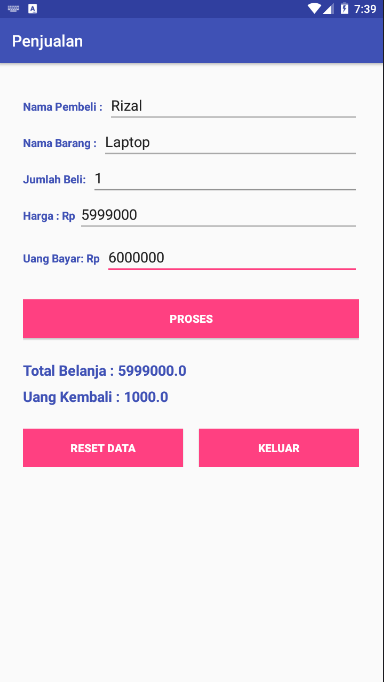 7:39
Penjualan
Nama Pembeli : Rizal
Nama Barang : Laptop
Jumlah Beli: 1
Harga : Rp 5999000
Uang Bayar: Rp 6000000
PROSES
Total Belanja : 5999000.0
Uang Kembali : 1000.0
RESET DATA KELUAR